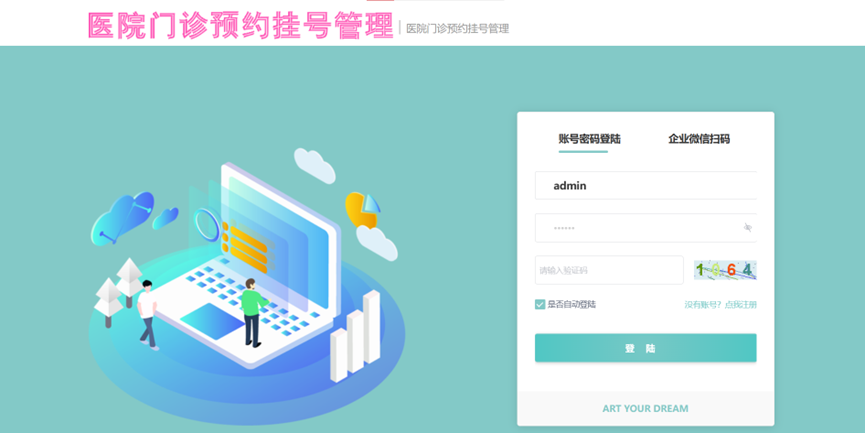 医院门诊预约挂号管理 医院门诊预约挂号管理
账号密码登陆 企业微信扫码
admin
请输入验证码 1464
是否自动登陆 没有账号？点我注册
登 陆
ART YOUR DREAM